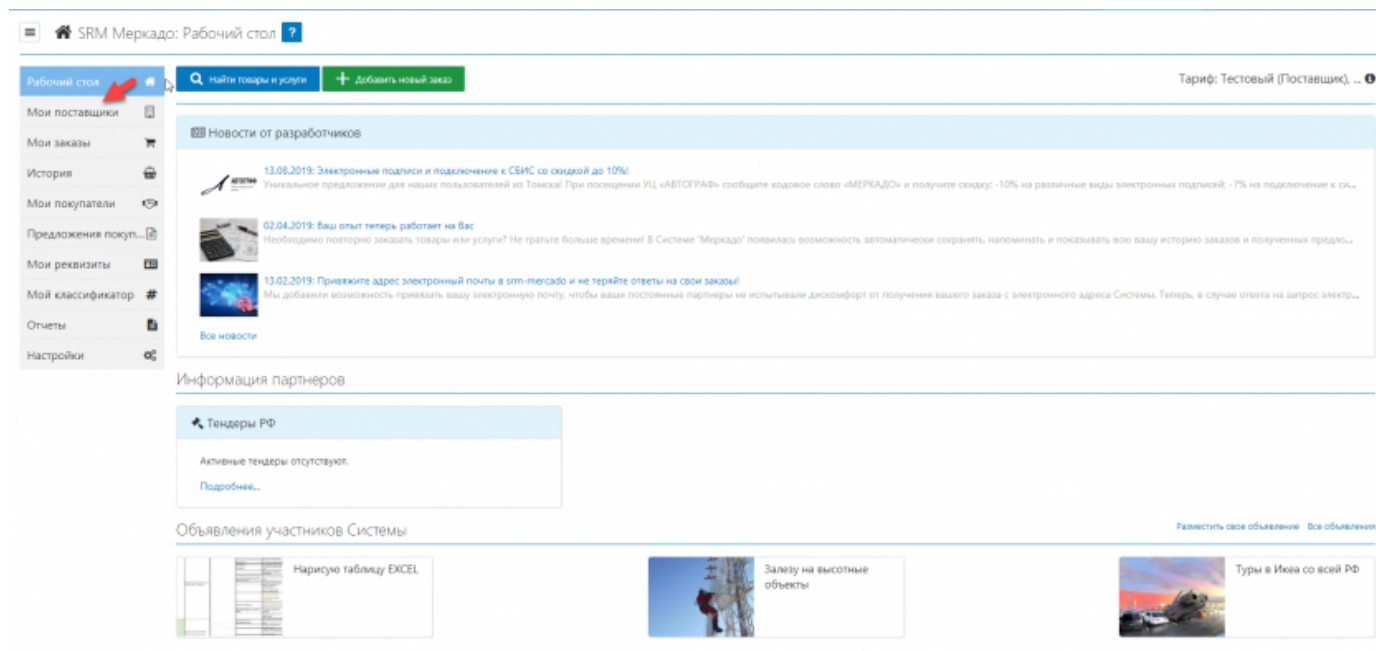 SRM Меркадо: Рабочий стол ?
Рабочий стол
Мои поставщики
Мои заказы
История
Мои покупатели
Предложения покуп...
Мои реквизиты
Мой классификатор
Отчеты
Настройки
Найти товары и услуги
Добавить новый заказ
Тариф: Тестовый (Поставщик), ...
Новости от разработчиков
АВТОГРАФ
13.08.2019: Электронные подписи и подключение к СБИС со скидкой до 10%!
Уникальное предложение для наших пользователей из Томска! При посещении УЦ «АВТОГРАФ» сообщите кодовое слово «МЕРКАДО» и получите скидку: -10% на различные виды электронных подписей; -7% на подключение к си...
02.04.2019: Ваш опыт теперь работает на Вас
Необходимо повторно заказать товары или услуги? Не тратьте больше времени! В Системе 'Меркадо' появилась возможность автоматически сохранять, напоминать и показывать всю вашу историю заказов и полученных предло...
13.02.2019: Привяжите адрес электронный почты в srm-mercado и не теряйте ответы на свои заказы!
Мы добавили возможность привязать вашу электронную почту, чтобы ваши постоянные партнеры не испытывали дискомфорт от получения вашего заказа с электронного адреса Системы. Теперь, в случае ответа на запрос электр...
Все новости
Информация партнеров
Тендеры РФ
Активные тендеры отсутствуют.
Подробнее...
Объявления участников Системы
Разместить свое объявление Все объявления
Нарисую таблицу EXCEL
Залезу на высотные
объекты
Туры в Икеа со всей РФ